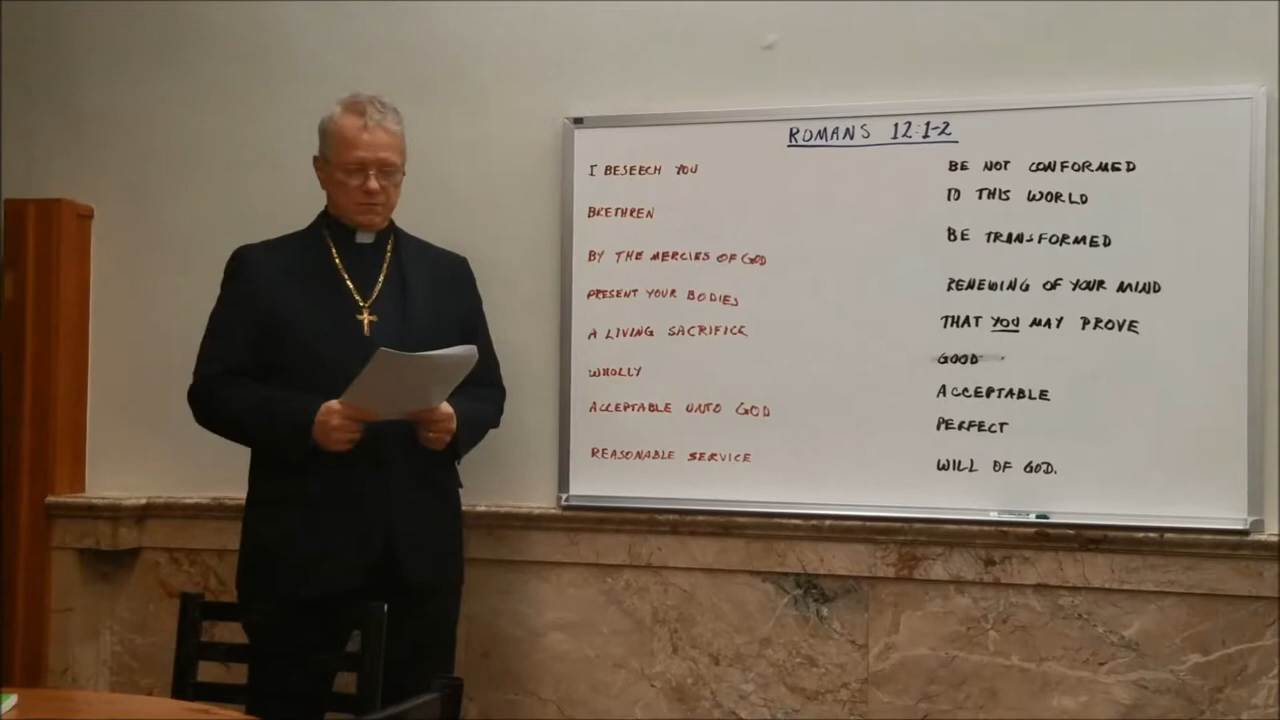 ROMANS 12:1-2
I BESEECH YOU
BRETHREN
BY THE MERCIES OF GOD
PRESENT YOUR BODIES
A LIVING SACRIFICE
WHOLLY
ACCEPTABLE UNTO GOD
REASONABLE SERVICE
BE NOT CONFORMED
TO THIS WORLD
BE TRANSFORMED
RENEWING OF YOUR MIND
THAT YOU MAY PROVE
GOOD
ACCEPTABLE
PERFECT
WILL OF GOD.